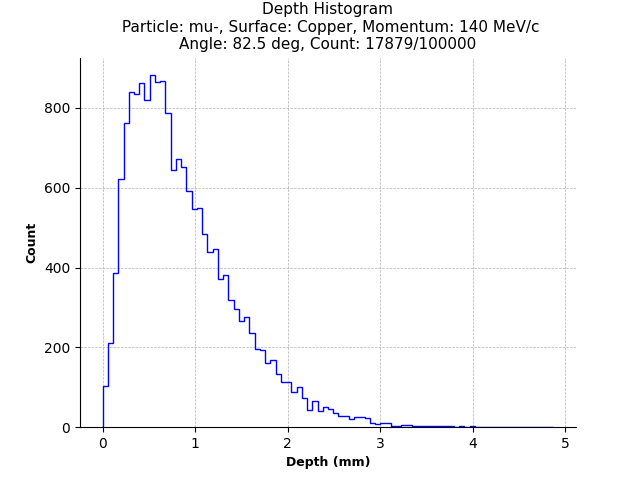 Depth Histogram
Particle: mu-, Surface: Copper, Momentum: 140 MeV/c
Angle: 82.5 deg, Count: 17879/100000
Count
800
600
400
200
0
0 1 2 3 4 5
Depth (mm)